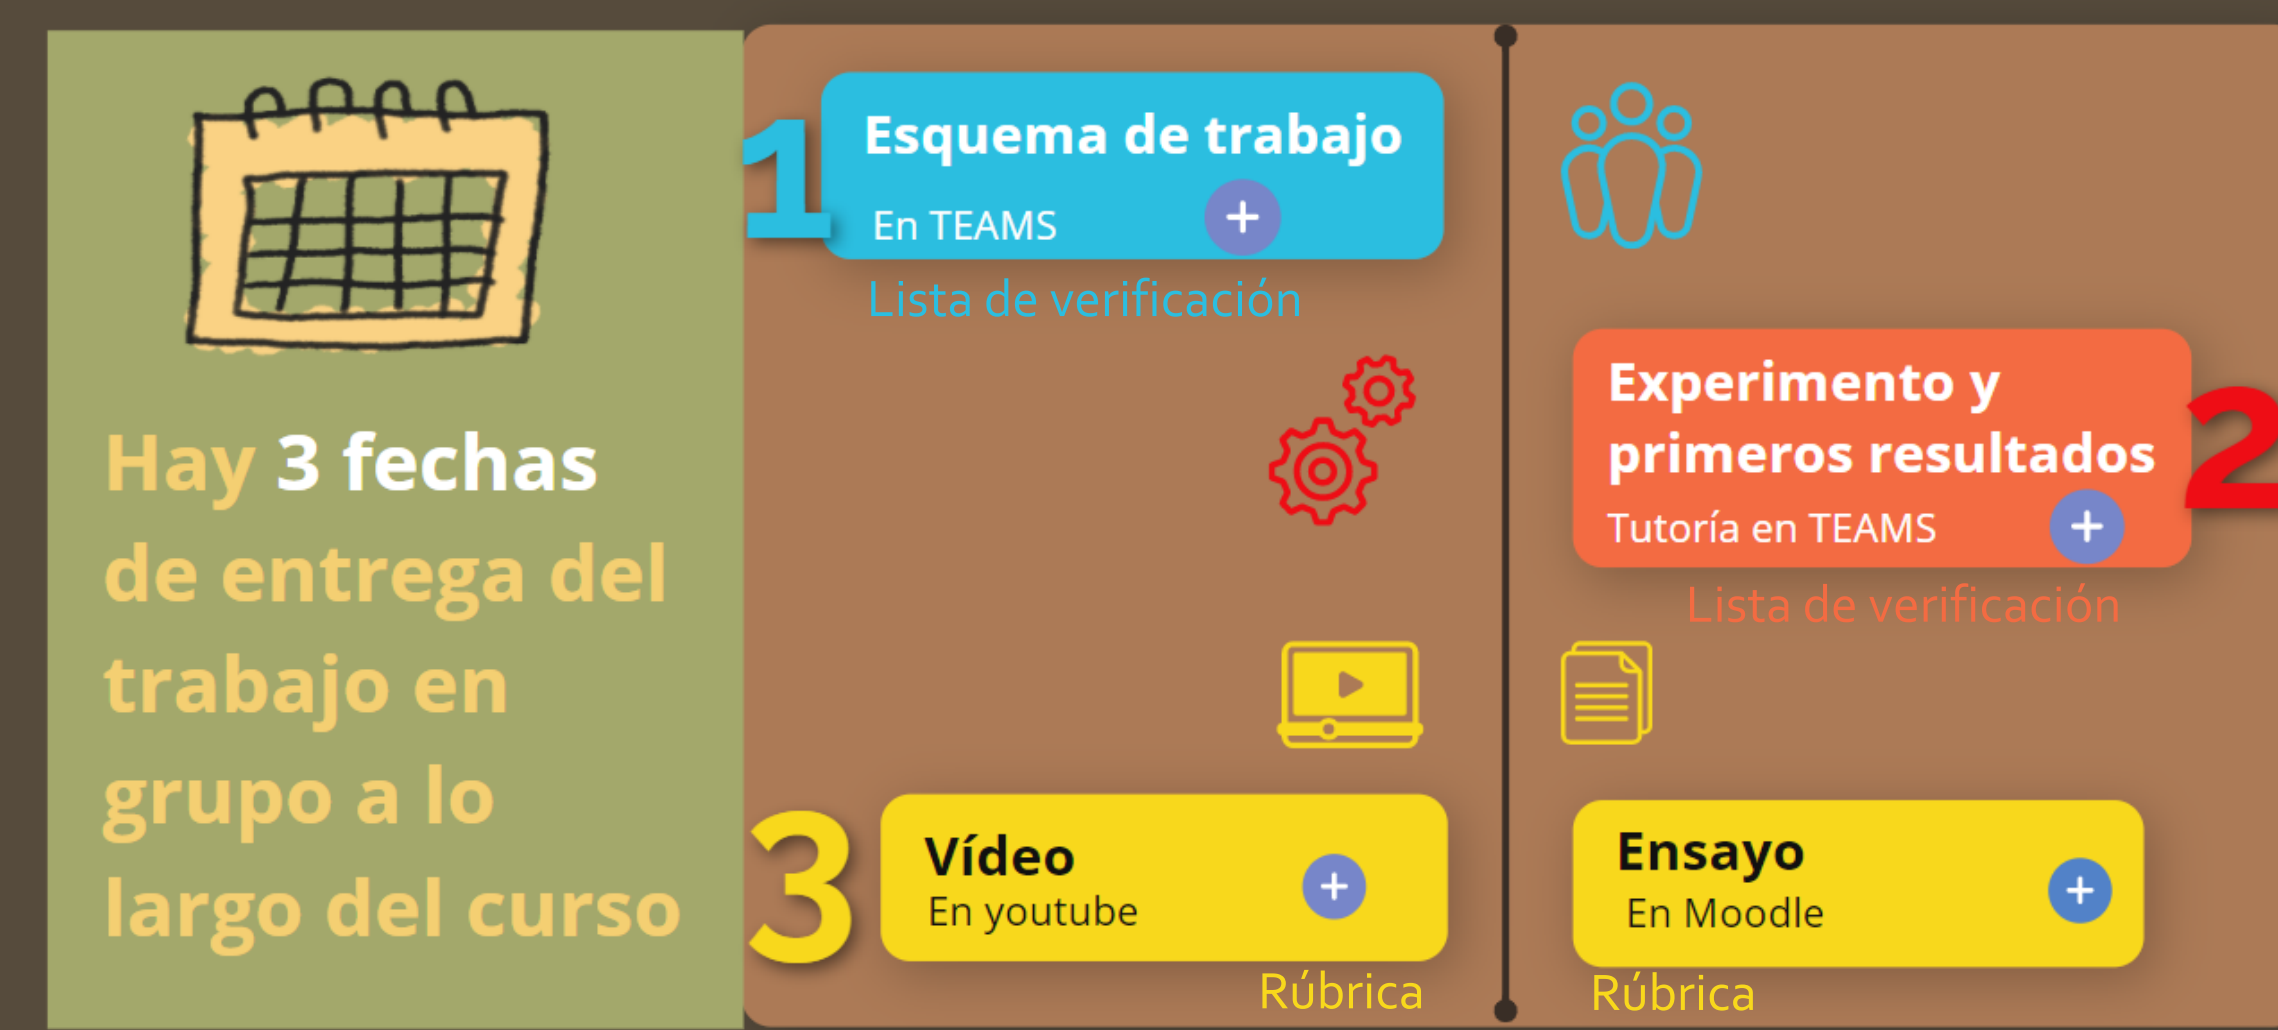 Hay 3 fechas
de entrega del
trabajo en
grupo a lo
largo del curso
1
Esquema de trabajo
En TEAMS
+
Lista de verificación
Experimento y
primeros resultados
Tutoría en TEAMS
+
2
Lista de verificación
3
Vídeo
En youtube
+
Rúbrica
Ensayo
En Moodle
+
Rúbrica